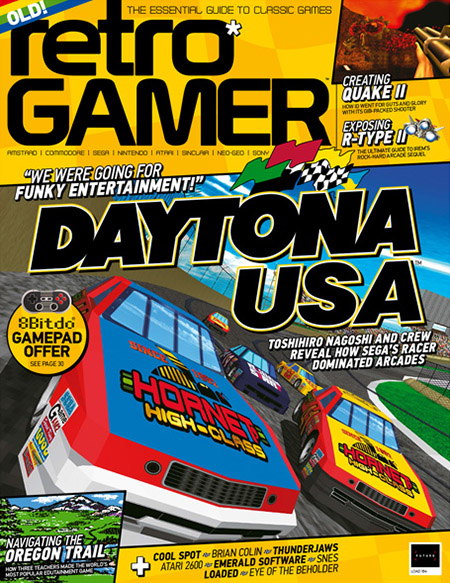 OLD!
THE ESSENTIAL GUIDE TO CLASSIC GAMES
retro*
GAMER
AMSTRAD | COMMODORE | SEGA | NINTENDO | ATARI | SINCLAIR | NEO-GEO | SONY
CREATING
QUAKE II
HOW ID WENT FOR GUTS AND GLORY
WITH ITS GIB-PACKED SHOOTER
EXPOSING
R-TYPE II
THE ULTIMATE GUIDE TO IREM'S
ROCK-HARD ARCADE SEQUEL
"WE WERE GOING FOR
FUNKY ENTERTAINMENT!"
DAYTONA
USA™
TOSHIHIRO NAGOSHI AND CREW
REVEAL HOW SEGA'S RACER
DOMINATED ARCADES
8BitDo
GAMEPAD
OFFER
SEE PAGE 30
SINCE
HORNET
HIGH-CLASS
HORNET
HIGH-CLASS
NAVIGATING THE
OREGON TRAIL
HOW THREE TEACHERS MADE THE WORLD'S
MOST POPULAR EDUTAINMENT GAME
+ COOL SPOT BRIAN COLIN THUNDERJAWS
ATARI 2600 EMERALD SOFTWARE SNES
LOADED EYE OF THE BEHOLDER
FUTURE